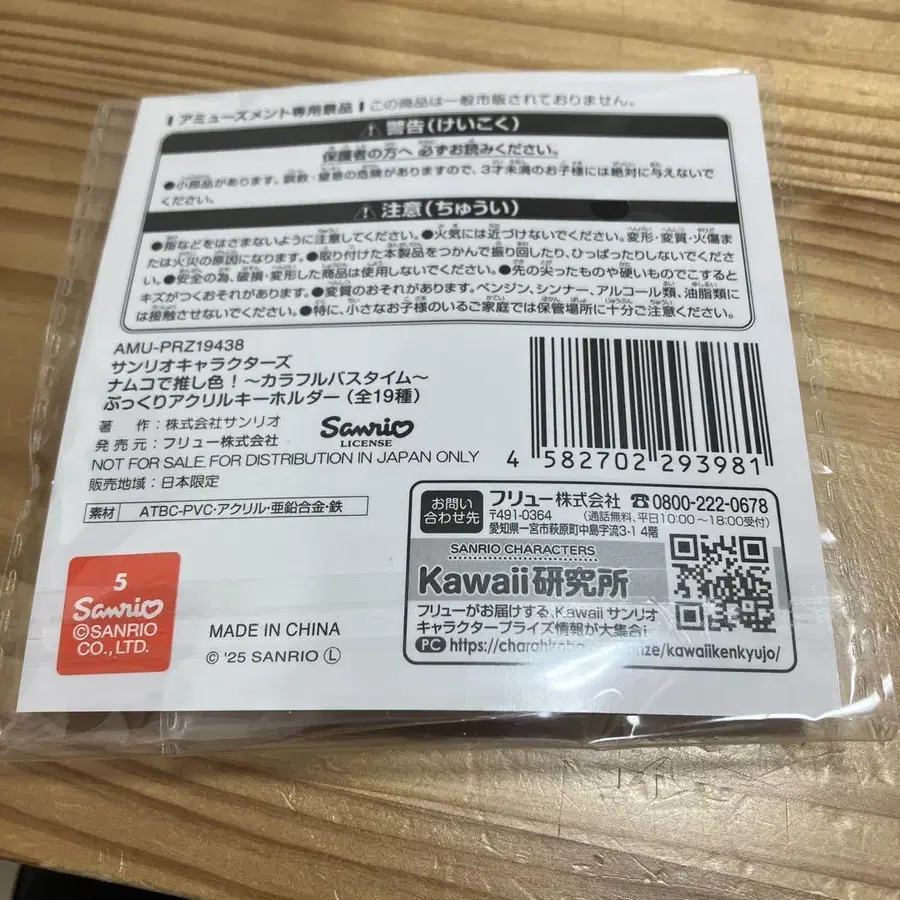 アミューズメント専用景品 この商品は一般市販されておりません。
警告(けいこく)
保護者の方へ 必ずお読みください。
●小部品があります。誤飲・窒息の危険がありますので、3才未満のお子様には絶対に与えないで
ください。
注意(ちゅうい)
●指などをはさまないように注意してください。●火気には近づけないでください。変形・変質・火傷ま
たは火災の原因になります。●取り付けた本製品をつかんで振り回したり、ひっぱったりしないでくださ
い。●安全の為、破損・変形した商品は使用しないでください。●先の尖ったものや硬いものでこすると
キズがつくおそれがあります。●変質のおそれがあります。ベンジン、シンナー、アルコール類、油脂類に
は接触させないでください。●特に、小さなお子様のいるご家庭では保管場所に十分ご注意ください。
AMU-PRZ19438
サンリオキャラクターズ
ナムコで推し色!~カラフルバスタイム~
ぷっくりアクリルキーホルダー(全19種)
著 作:株式会社サンリオ
発売元:フリュー株式会社
Sanrio
LICENSE
NOT FOR SALE. FOR DISTRIBUTION IN JAPAN ONLY
販売地域:日本限定
素材 ATBC-PVC・アクリル・亜鉛合金・鉄
4 582702 293981
お問い
合わせ先
フリュー株式会社 ☎0800-222-0678
〒491-0364 (通話無料、平日10:00~18:00受付)
愛知県一宮市萩原町中島字流3-1 4階
SANRIO CHARACTERS
Kawaii研究所
フリューがお届けする、Kawaii サンリオ
キャラクタープライズ情報が大集合!
PC
5
Sanrio
©SANRIO
CO., LTD.
MADE IN CHINA
© '25 SANRIO Ⓛ